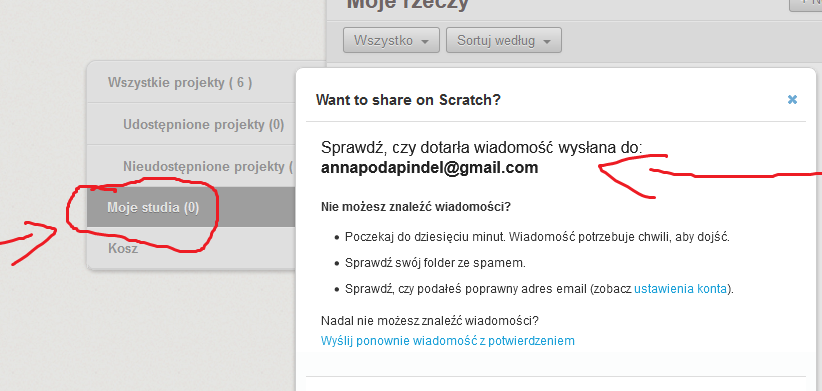 Moje rzeczy
Wszystko
Sortuj według
Wszystkie projekty ( 6 )
Udostępnione projekty (0)
Nieudostępnione projekty (
Moje studia (0)
Kosz
Want to share on Scratch?
Sprawdź, czy dotarła wiadomość wysłana do:
annapodapindel@gmail.com
Nie możesz znaleźć wiadomości?
Poczekaj do dziesięciu minut. Wiadomość potrzebuje chwili, aby dojść.
Sprawdź swój folder ze spamem.
Sprawdź, czy podałeś poprawny adres email (zobacz ustawienia konta).
Nadal nie możesz znaleźć wiadomości?
Wyślij ponownie wiadomość z potwierdzeniem